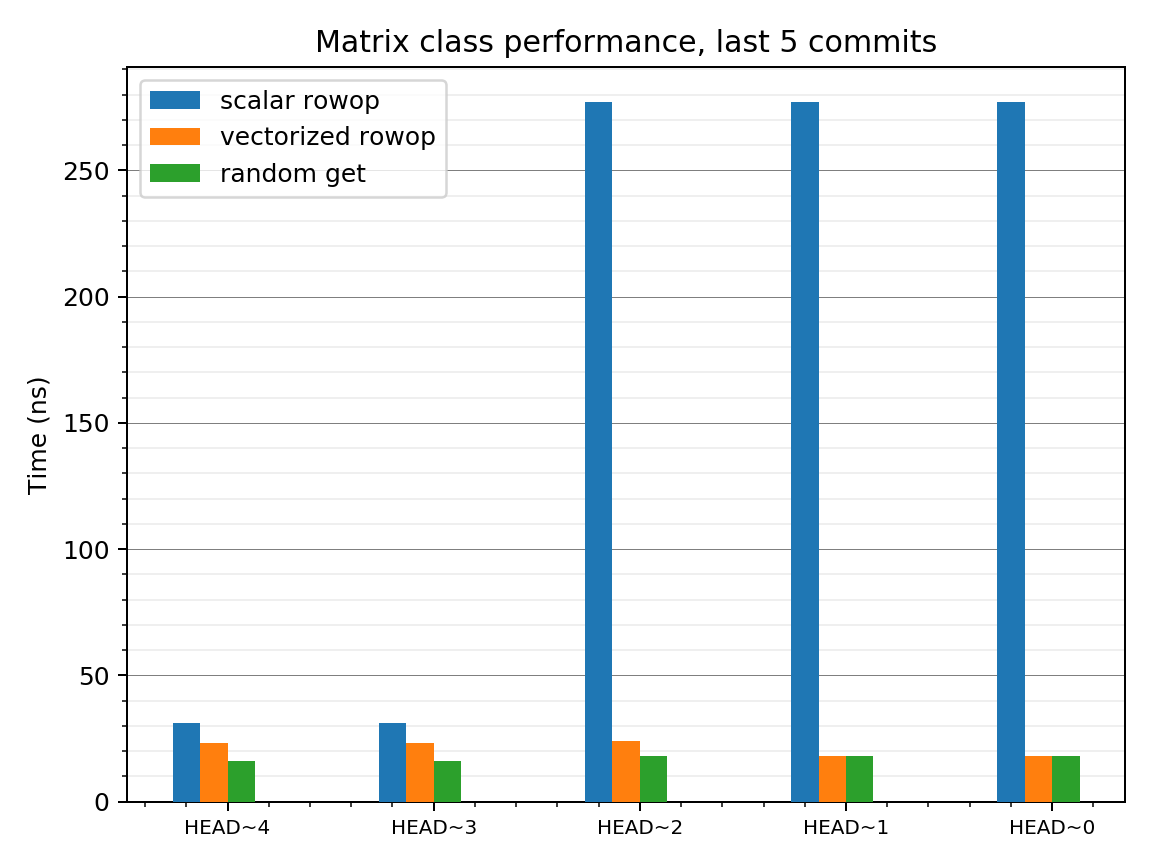 Matrix class performance, last 5 commits
scalar rowop
vectorized rowop
random get
Time (ns)
250
200
150
100
50
0
HEAD~4 HEAD~3 HEAD~2 HEAD~1 HEAD~0